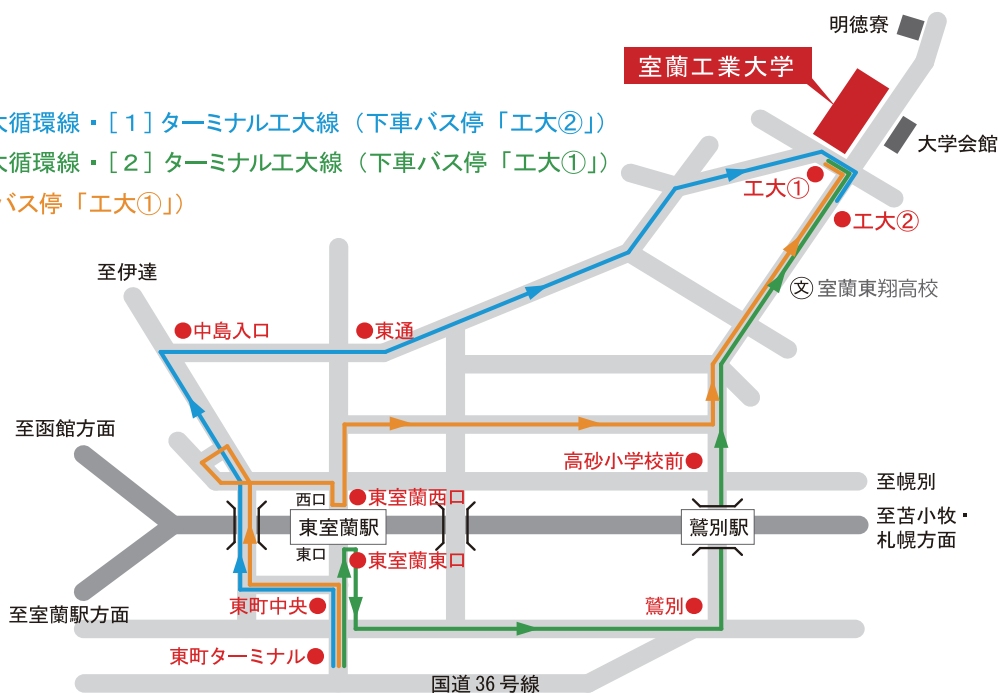 明徳寮
室蘭工業大学
大循環線・[1]ターミナル工大線（下車バス停「工大②」）
大学会館
大循環線・[2]ターミナル工大線（下車バス停「工大①」）
工大①
バス停「工大①」）
工大②
至伊達
文 室蘭東翔高校
中島入口
東通
至函館方面
高砂小学校前
至幌別
西口
東室蘭西口
東室蘭駅
鷲別駅
至苫小牧・
札幌方面
東口
東室蘭東口
至室蘭駅方面
東町中央
鷲別
東町ターミナル
国道36号線